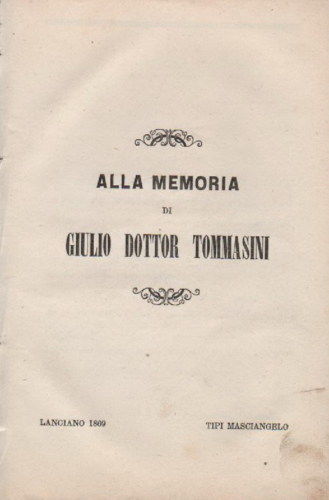 ALLA MEMORIA
DI
GIULIO DOTTOR TOMMASINI
LANCIANO 1869 TIPI MASCIANGELO